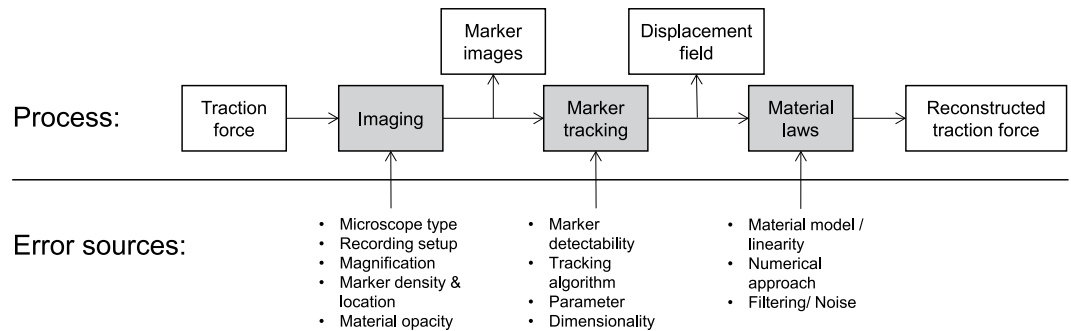 Marker
images
Displacement
field
Process:
Traction
force
Imaging
Marker
tracking
Material
laws
Reconstructed
traction force
Error sources:
• Microscope type
• Recording setup
• Magnification
• Marker density &
location
• Material opacity
• Marker
detectability
• Tracking
algorithm
• Parameter
• Dimensionality
• Material model /
linearity
• Numerical
approach
• Filtering/ Noise